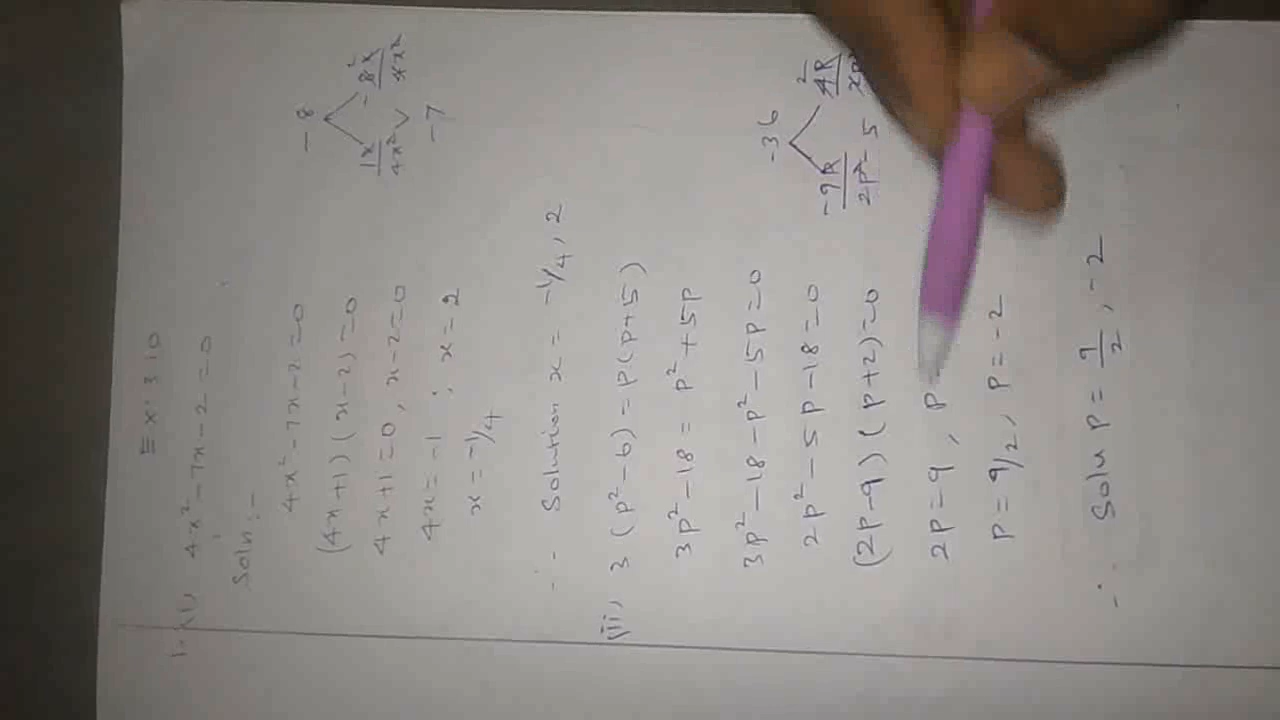 Ex 3.10
1. (i), 4x² - 7x - 2 = 0
Soln:-
4x² - 7x - 2 = 0
(4x+1)(x-2) = 0
4x+1=0, x-2=0
4x = -1 ; x = 2
x = -1/4
-8
1x/4x² -8x/4x²
2
-7
∴ Solution x = -1/4, 2
(ii), 3(p²-6) = p(p+5)
3p² - 18 = p² + 5p
3p² - 18 - p² - 5p = 0
2p² - 5p - 18 = 0
(2p-9)(p+2)=0
2p = 9, p
p = 9/2, p = -2
-36
-9p/2p² 4p
2
-5
∴ Solu p = 9/2, -2